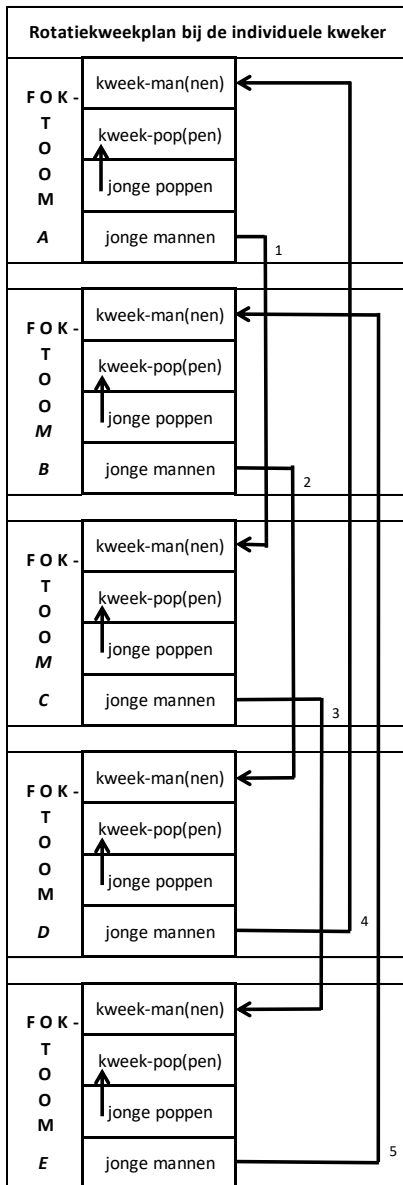 Rotatiekweekplan bij de individuele kweker
F O K -
T
O
O
M
A
kweek-man(nen)
kweek-pop(pen)
jonge poppen
jonge mannen
1
F O K -
T
O
O
M
B
kweek-man(nen)
kweek-pop(pen)
jonge poppen
jonge mannen
2
F O K -
T
O
O
M
C
kweek-man(nen)
kweek-pop(pen)
jonge poppen
jonge mannen
3
F O K -
T
O
O
M
D
kweek-man(nen)
kweek-pop(pen)
jonge poppen
jonge mannen
4
F O K -
T
O
O
M
E
kweek-man(nen)
kweek-pop(pen)
jonge poppen
jonge mannen
5